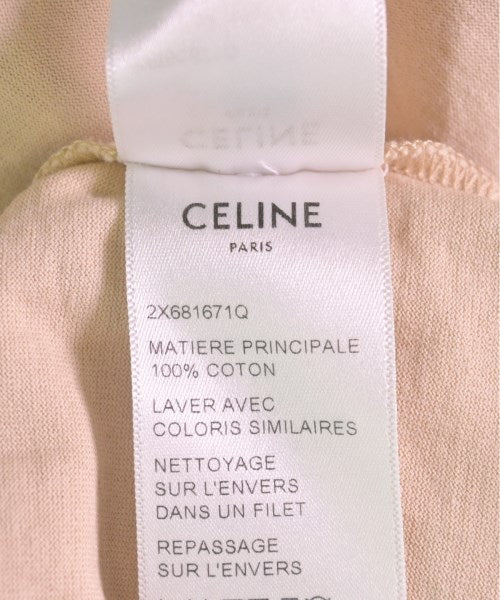 CELINE
PARIS
2X681671Q
MATIERE PRINCIPALE
100% COTON
LAVER AVEC
COLORIS SIMILAIRES
NETTOYAGE
SUR L'ENVERS
DANS UN FILET
REPASSAGE
SUR L'ENVERS